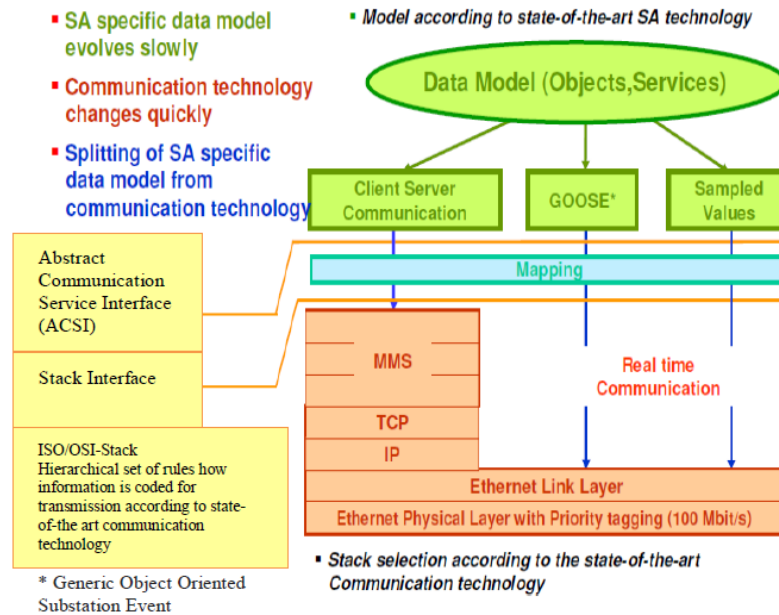 ▪ SA specific data model
evolves slowly
▪ Communication technology
changes quickly
▪ Splitting of SA specific
data model from
communication technology
▪ Model according to state-of-the-art SA technology
Data Model (Objects,Services)
Client Server
Communication
GOOSE*
Sampled
Values
Abstract
Communication
Service Interface
(ACSI)
Mapping
Stack Interface
MMS
Real time
Communication
TCP
IP
ISO/OSI-Stack
Hierarchical set of rules how
information is coded for
transmission according to state-
of-the art communication
technology
Ethernet Link Layer
Ethernet Physical Layer with Priority tagging (100 Mbit/s)
* Generic Object Oriented
Substation Event
▪ Stack selection according to the state-of-the-art
Communication technology